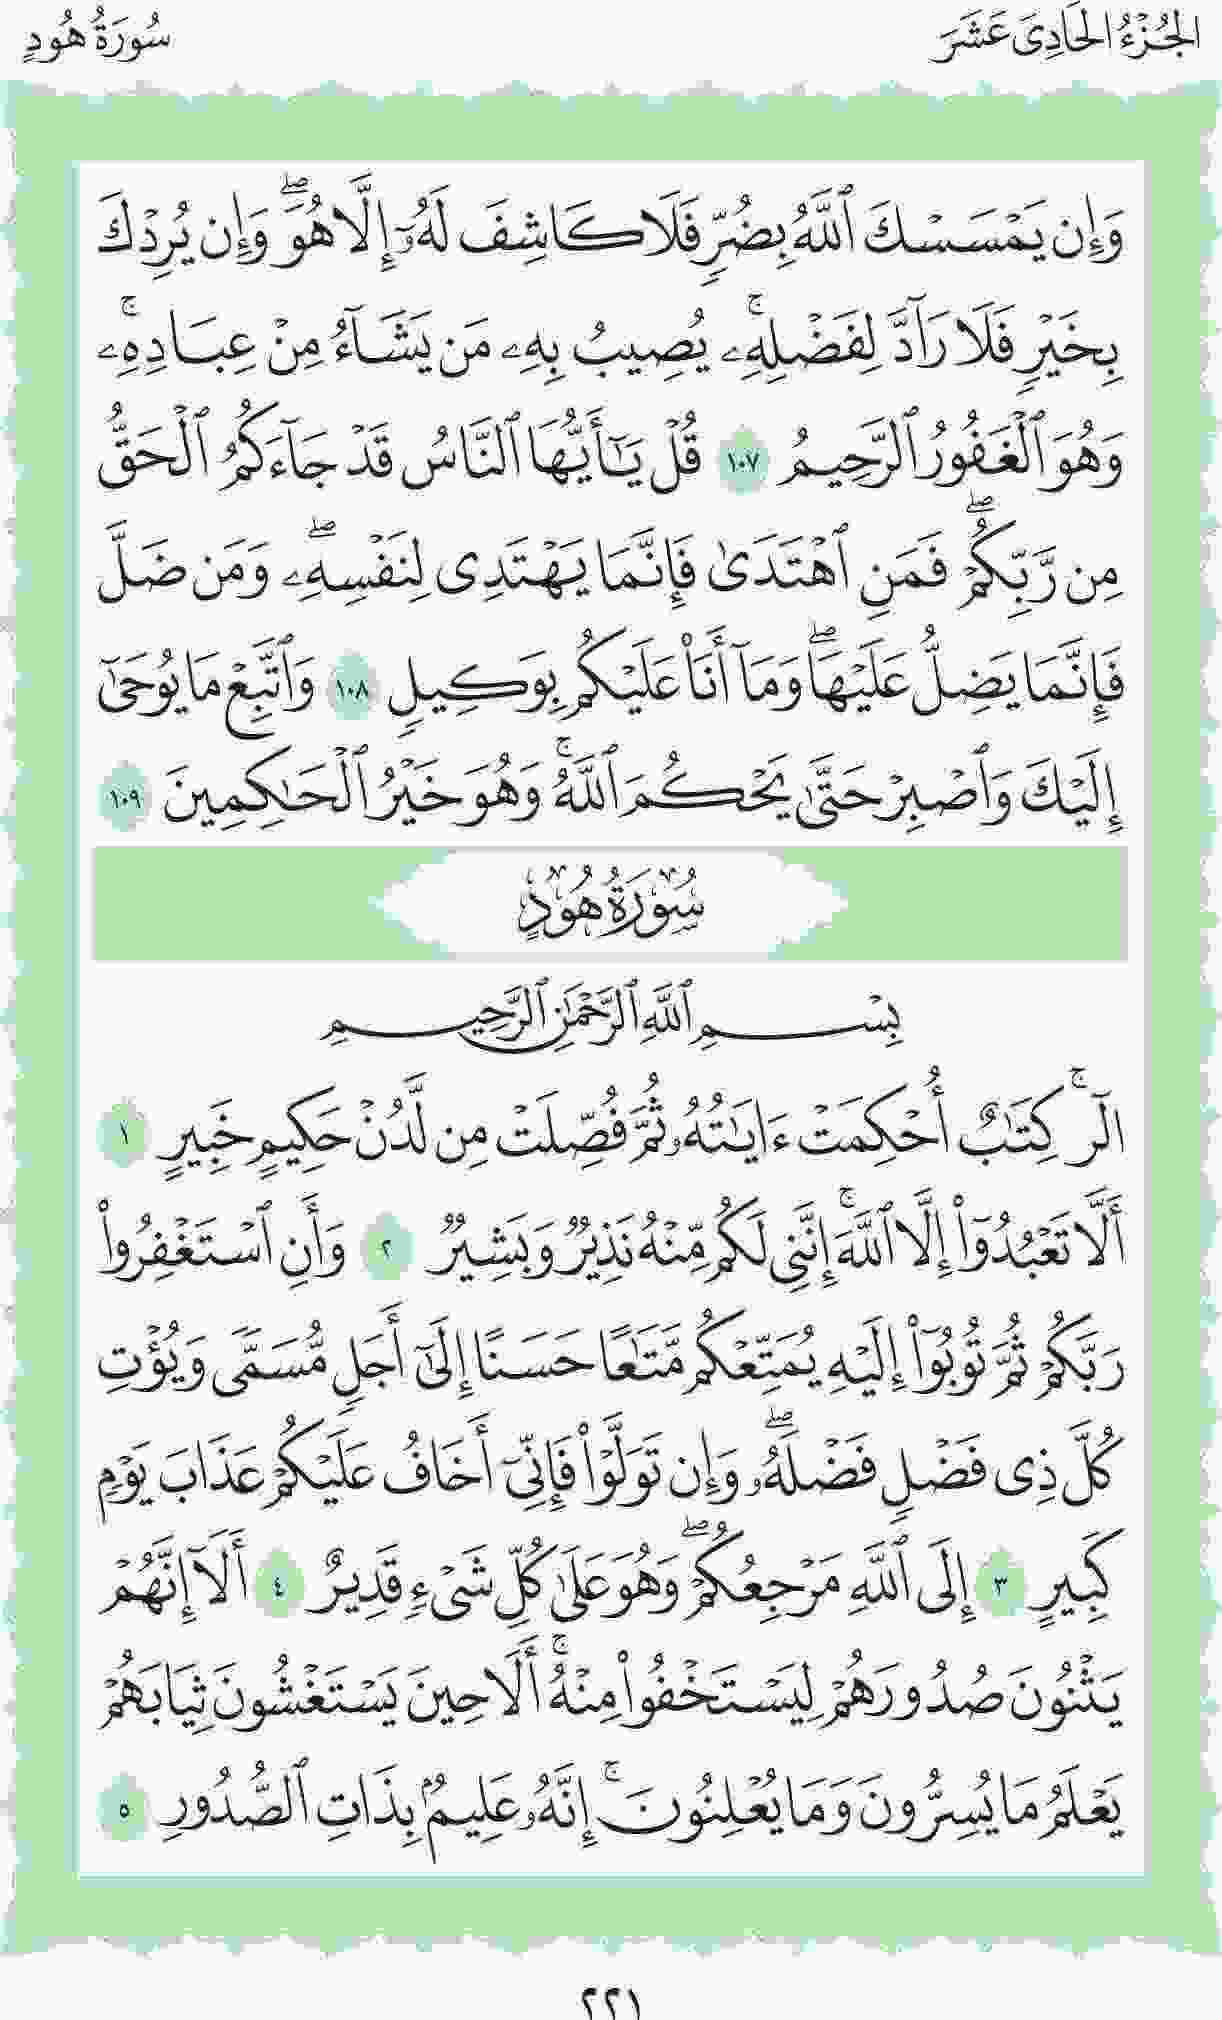 الجُزْءُ الحَادِىَ عَشَرَ
سُورَةُ هُودٍ
وَإِن يَمْسَسْكَ ٱللَّهُ بِضُرٍّ فَلَا كَاشِفَ لَهُۥٓ إِلَّا هُوَۖ وَإِن يُرِدْكَ
بِخَيْرٍ فَلَا رَآدَّ لِفَضْلِهِۦۚ يُصِيبُ بِهِۦ مَن يَشَآءُ مِنْ عِبَادِهِۦۚ
وَهُوَ ٱلْغَفُورُ ٱلرَّحِيمُ ١٠٧ قُلْ يَٰٓأَيُّهَا ٱلنَّاسُ قَدْ جَآءَكُمُ ٱلْحَقُّ
مِن رَّبِّكُمْۖ فَمَنِ ٱهْتَدَىٰ فَإِنَّمَا يَهْتَدِى لِنَفْسِهِۦۖ وَمَن ضَلَّ
فَإِنَّمَا يَضِلُّ عَلَيْهَاۖ وَمَآ أَنَا۠ عَلَيْكُم بِوَكِيلٍ ١٠٨ وَٱتَّبِعْ مَا يُوحَىٰٓ
إِلَيْكَ وَٱصْبِرْ حَتَّىٰ يَحْكُمَ ٱللَّهُۚ وَهُوَ خَيْرُ ٱلْحَٰكِمِينَ ١٠٩
سُورَةُ هُودٍ
بِسْمِ ٱللَّهِ ٱلرَّحْمَٰنِ ٱلرَّحِيمِ
الٓرۚ كِتَٰبٌ أُحْكِمَتْ ءَايَٰتُهُۥ ثُمَّ فُصِّلَتْ مِن لَّدُنْ حَكِيمٍ خَبِيرٍ ١
أَلَّا تَعْبُدُوٓا۟ إِلَّا ٱللَّهَۚ إِنَّنِى لَكُم مِّنْهُ نَذِيرٌ وَبَشِيرٌ ٢ وَأَنِ ٱسْتَغْفِرُوا۟
رَبَّكُمْ ثُمَّ تُوبُوٓا۟ إِلَيْهِ يُمَتِّعْكُم مَّتَٰعًا حَسَنًا إِلَىٰٓ أَجَلٍ مُّسَمًّى وَيُؤْتِ
كُلَّ ذِى فَضْلٍ فَضْلَهُۥۖ وَإِن تَوَلَّوْا۟ فَإِنِّىٓ أَخَافُ عَلَيْكُمْ عَذَابَ يَوْمٍ
كَبِيرٍ ٣ إِلَى ٱللَّهِ مَرْجِعُكُمْۖ وَهُوَ عَلَىٰ كُلِّ شَىْءٍ قَدِيرٌ ٤ أَلَآ إِنَّهُمْ
يَثْنُونَ صُدُورَهُمْ لِيَسْتَخْفُوا۟ مِنْهُۚ أَلَا حِينَ يَسْتَغْشُونَ ثِيَابَهُمْ
يَعْلَمُ مَا يُسِرُّونَ وَمَا يُعْلِنُونَۚ إِنَّهُۥ عَلِيمٌۢ بِذَاتِ ٱلصُّدُورِ ٥
٢٢١